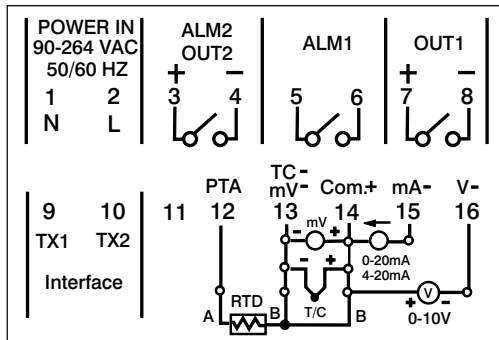 POWER IN
90-264 VAC
50/60 HZ
1 2
N L
ALM2
OUT2
+ −
3 4
ALM1
5 6
OUT1
+ −
7 8
9 10
TX1 TX2
Interface
11
PTA
12
TC-
mV-
13
Com.+
14
mA-
15
V-
16
- mV +
0-20mA
4-20mA
- +
T/C
A RTD B B
+ V -
0-10V